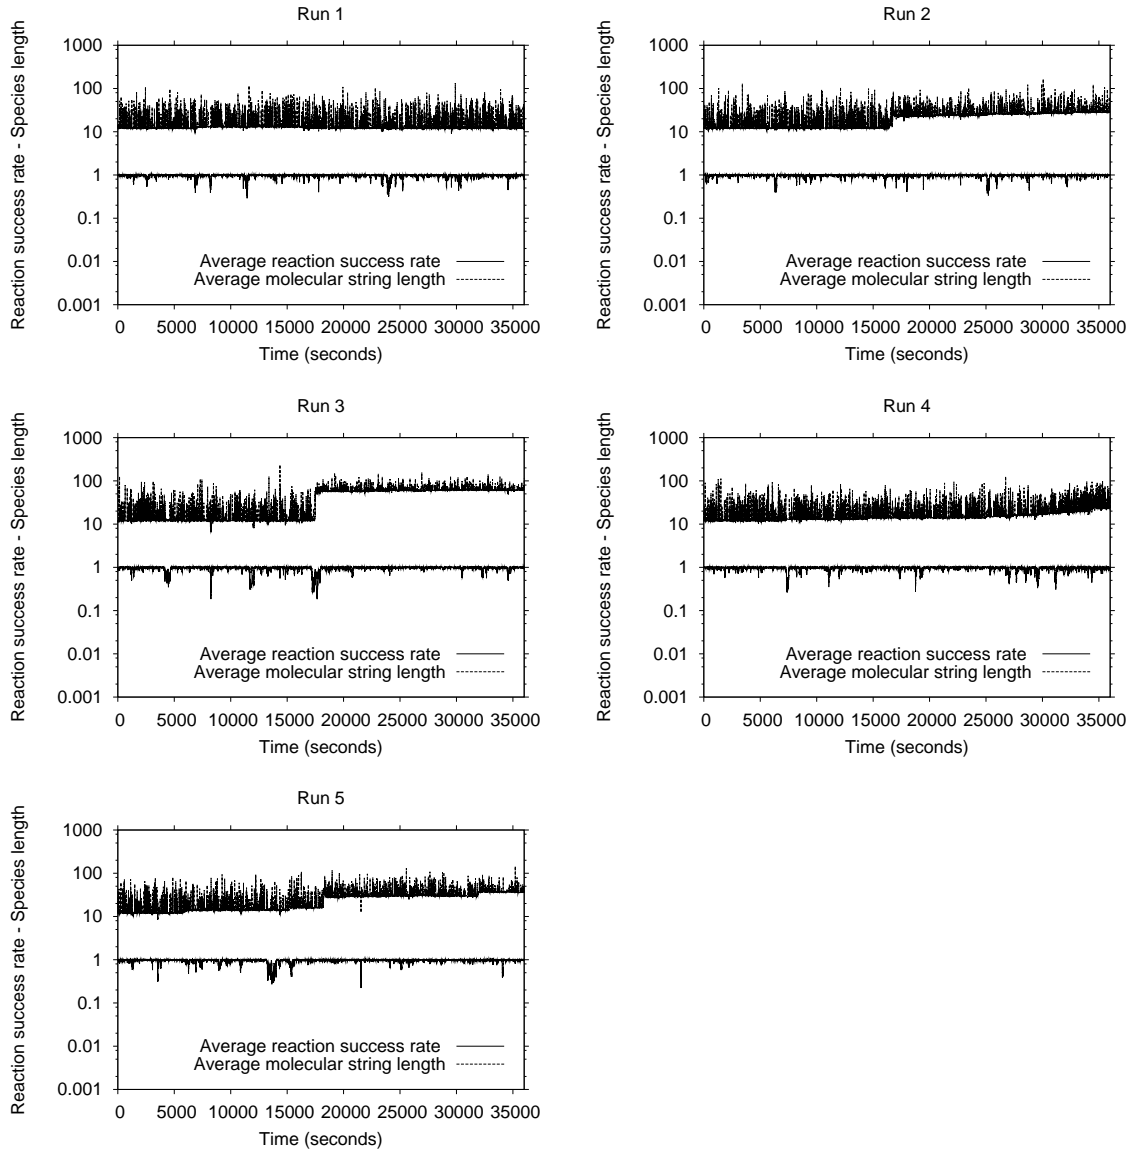 Run 1
Reaction success rate - Species length
1000
100
10
1
0.1
0.01
0.001
Average reaction success rate
Average molecular string length
0 5000 10000 15000 20000 25000 30000 35000
Time (seconds)
Run 2
Reaction success rate - Species length
1000
100
10
1
0.1
0.01
0.001
Average reaction success rate
Average molecular string length
0 5000 10000 15000 20000 25000 30000 35000
Time (seconds)
Run 3
Reaction success rate - Species length
1000
100
10
1
0.1
0.01
0.001
Average reaction success rate
Average molecular string length
0 5000 10000 15000 20000 25000 30000 35000
Time (seconds)
Run 4
Reaction success rate - Species length
1000
100
10
1
0.1
0.01
0.001
Average reaction success rate
Average molecular string length
0 5000 10000 15000 20000 25000 30000 35000
Time (seconds)
Run 5
Reaction success rate - Species length
1000
100
10
1
0.1
0.01
0.001
Average reaction success rate
Average molecular string length
0 5000 10000 15000 20000 25000 30000 35000
Time (seconds)